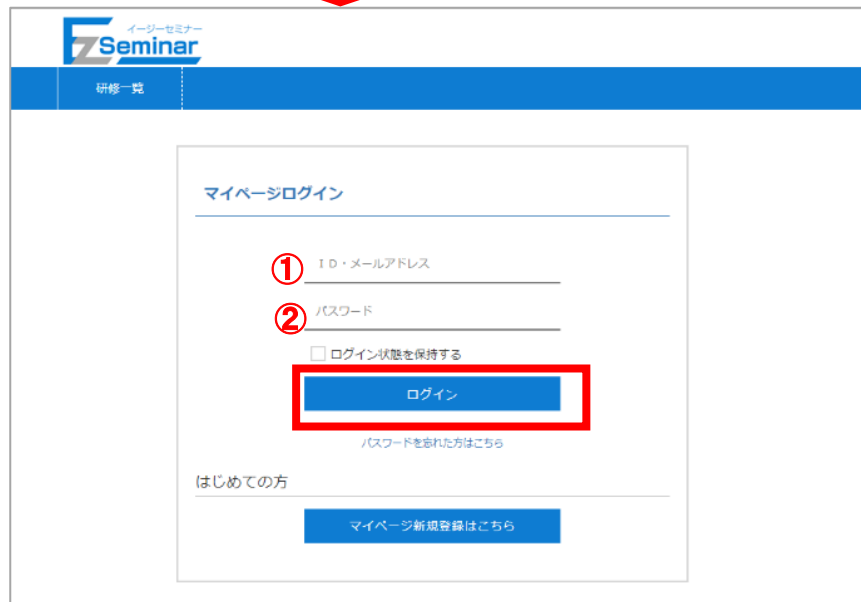 イージーセミナー
EZ Seminar
研修一覧
マイページログイン
① ＩＤ・メールアドレス
② パスワード
ログイン状態を保持する
ログイン
パスワードを忘れた方はこちら
はじめての方
マイページ新規登録はこちら